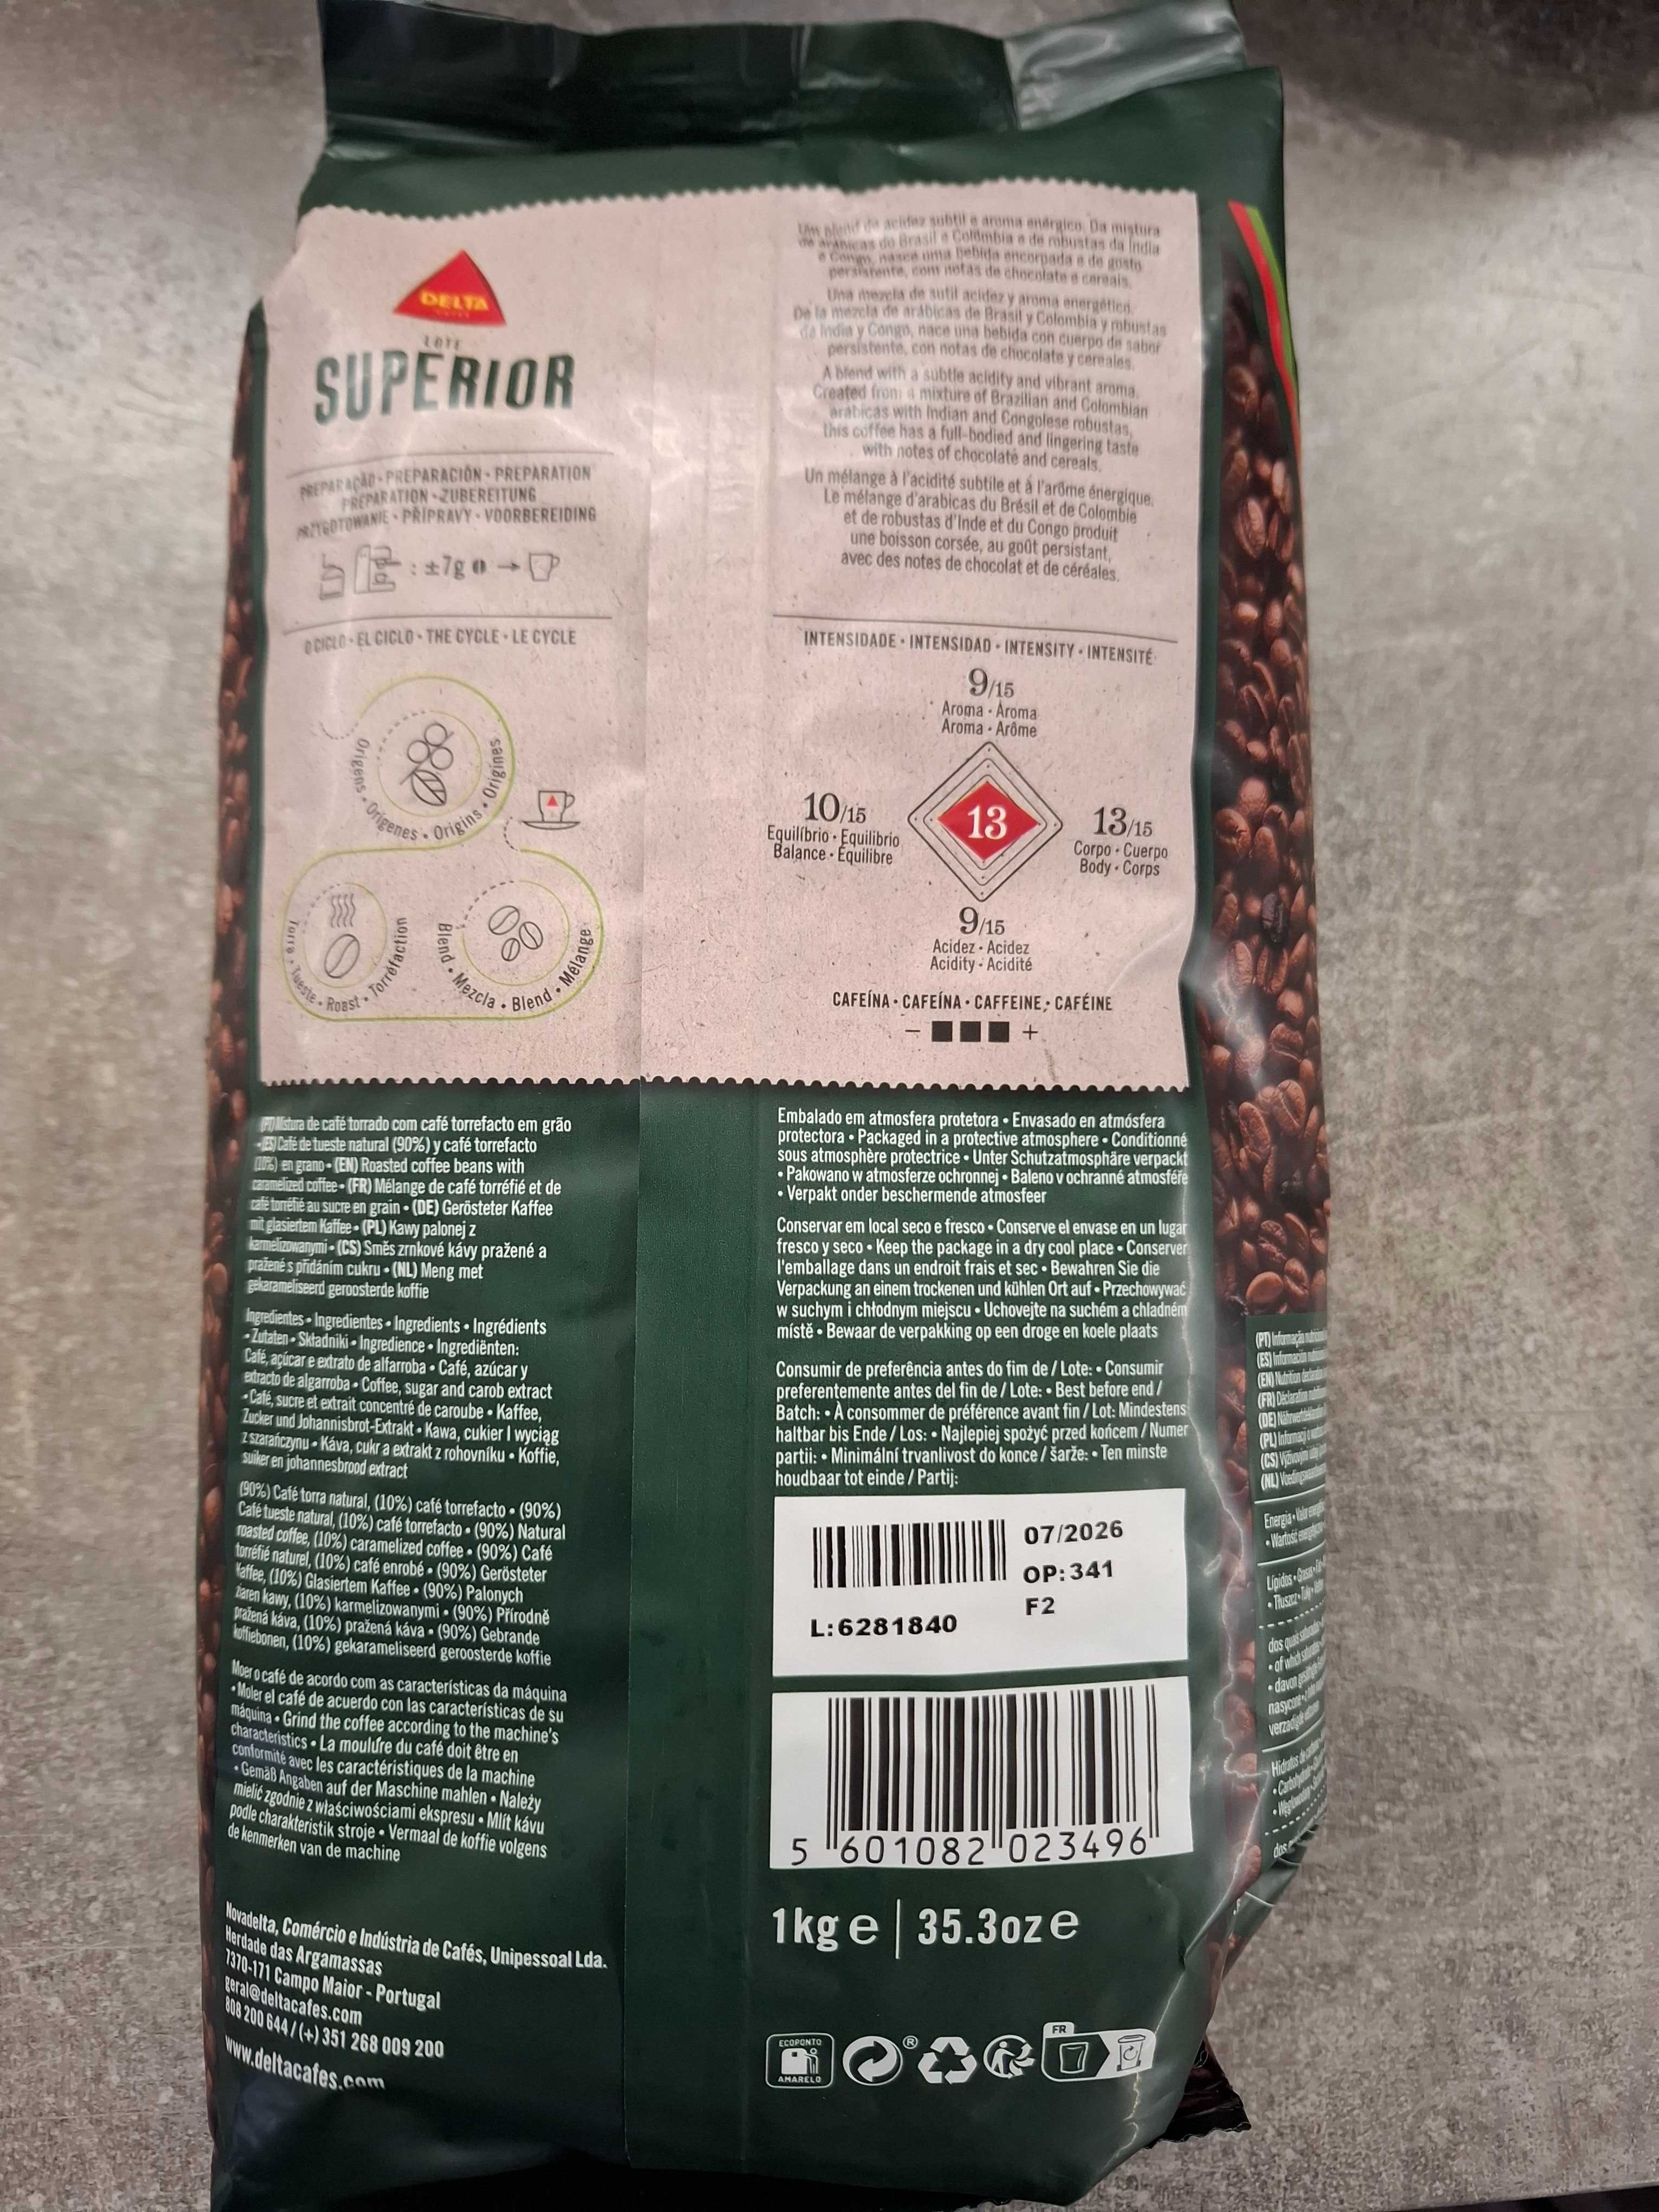 DELTA
LOTE
SUPERIOR
PREPARAÇÃO • PREPARACIÓN • PREPARATION
PRÉPARATION • ZUBEREITUNG
PRZYGOTOWANIE • PŘÍPRAVY • VOORBEREIDING
: ±7g →
O CICLO • EL CICLO • THE CYCLE • LE CYCLE
Origens • Orígenes • Origins • Origines
Torra • Tueste • Roast • Torréfaction
Blend • Mezcla • Blend • Mélange
Um blend de acidez subtil e aroma enérgico. Da mistura
de arábicas do Brasil e Colômbia e de robustas da Índia
e Congo, nasce uma bebida encorpada e de gosto
persistente, com notas de chocolate e cereais.
Una mezcla de sutil acidez y aroma energético.
De la mezcla de arábicas de Brasil y Colombia y robustas
de India y Congo, nace una bebida con cuerpo de sabor
persistente, con notas de chocolate y cereales.
A blend with a subtle acidity and vibrant aroma.
Created from a mixture of Brazilian and Colombian
arabicas with Indian and Congolese robustas,
this coffee has a full-bodied and lingering taste
with notes of chocolate and cereals.
Un mélange à l'acidité subtile et à l'arôme énergique.
Le mélange d'arabicas du Brésil et de Colombie
et de robustas d'Inde et du Congo produit
une boisson corsée, au goût persistant,
avec des notes de chocolat et de céréales.
INTENSIDADE • INTENSIDAD • INTENSITY • INTENSITÉ
9/15
Aroma • Aroma
Aroma • Arôme
10/15
Equilíbrio • Equilibrio
Balance • Équilibre
13
13/15
Corpo • Cuerpo
Body • Corps
9/15
Acidez • Acidez
Acidity • Acidité
CAFEÍNA • CAFEÍNA • CAFFEINE • CAFÉINE
− +
(PT) Mistura de café torrado com café torrefacto em grão
• (ES) Café de tueste natural (90%) y café torrefacto
(10%) en grano • (EN) Roasted coffee beans with
caramelized coffee • (FR) Mélange de café torréfié et de
café torréfié au sucre en grain • (DE) Gerösteter Kaffee
mit glasiertem Kaffee • (PL) Kawy palonej z
karmelizowanymi • (CS) Směs zrnkové kávy pražené a
pražené s přidáním cukru • (NL) Meng met
gekarameliseerd geroosterde koffie
Ingredientes • Ingredientes • Ingredients • Ingrédients
• Zutaten • Składniki • Ingredience • Ingrediënten:
Café, açúcar e extrato de alfarroba • Café, azúcar y
extracto de algarroba • Coffee, sugar and carob extract
• Café, sucre et extrait concentré de caroube • Kaffee,
Zucker und Johannisbrot-Extrakt • Kawa, cukier I wyciąg
z szarańczynu • Káva, cukr a extrakt z rohovníku • Koffie,
suiker en johannesbrood extract
(90%) Café torra natural, (10%) café torrefacto • (90%)
Café tueste natural, (10%) café torrefacto • (90%) Natural
roasted coffee, (10%) caramelized coffee • (90%) Café
torréfié naturel, (10%) café enrobé • (90%) Gerösteter
Kaffee, (10%) Glasiertem Kaffee • (90%) Palonych
ziaren kawy, (10%) karmelizowanymi • (90%) Přírodně
pražená káva, (10%) pražená káva • (90%) Gebrande
koffiebonen, (10%) gekarameliseerd geroosterde koffie
Moer o café de acordo com as características da máquina
• Moler el café de acuerdo con las características de su
máquina • Grind the coffee according to the machine's
characteristics • La moulure du café doit être en
conformité avec les caractéristiques de la machine
• Gemäß Angaben auf der Maschine mahlen • Należy
mielić zgodnie z właściwościami ekspresu • Mlít kávu
podle charakteristik stroje • Vermaal de koffie volgens
de kenmerken van de machine
Novadelta, Comércio e Indústria de Cafés, Unipessoal Lda.
Herdade das Argamassas
7370-171 Campo Maior - Portugal
geral@deltacafes.com
808 200 644 / (+) 351 268 009 200
www.deltacafes.com
Embalado em atmosfera protetora • Envasado en atmósfera
protectora • Packaged in a protective atmosphere • Conditionné
sous atmosphère protectrice • Unter Schutzatmosphäre verpackt
• Pakowano w atmosferze ochronnej • Baleno v ochranné atmosféře
• Verpakt onder beschermende atmosfeer
Conservar em local seco e fresco • Conserve el envase en un lugar
fresco y seco • Keep the package in a dry cool place • Conserver
l'emballage dans un endroit frais et sec • Bewahren Sie die
Verpackung an einem trockenen und kühlen Ort auf • Przechowywać
w suchym i chłodnym miejscu • Uchovejte na suchém a chladném
místě • Bewaar de verpakking op een droge en koele plaats
Consumir de preferência antes do fim de / Lote: • Consumir
preferentemente antes del fin de / Lote: • Best before end /
Batch: • À consommer de préférence avant fin / Lot: Mindestens
haltbar bis Ende / Los: • Najlepiej spożyć przed końcem / Numer
partii: • Minimální trvanlivost do konce / šarže: • Ten minste
houdbaar tot einde / Partij:
07/2026
OP:341
F2
L:6281840
5 601082 023496
1kg e | 35.3oz e
ECOPONTO
AMARELO
®
FR
(PT) Informação
(ES) Información
(EN) Nutrition
(FR) Déclaration
(DE)
(PL)
(CS)
(NL)
Energia •
Lípidos •
• Tłuszcz •
dos quais
• of which
• davon
Hidratos de